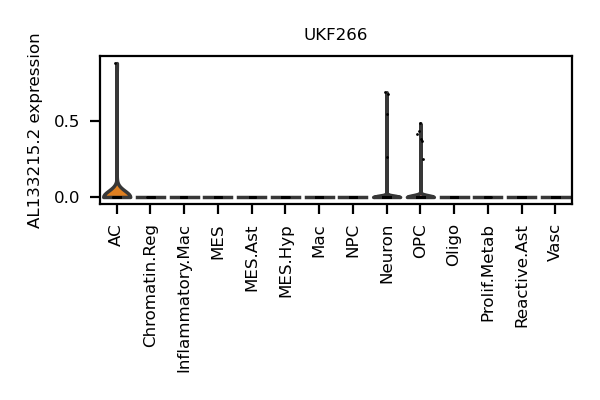 UKF266
AL133215.2 expression
0.5
0.0
AC
Chromatin.Reg
Inflammatory.Mac
MES
MES.Ast
MES.Hyp
Mac
NPC
Neuron
OPC
Oligo
Prolif.Metab
Reactive.Ast
Vasc